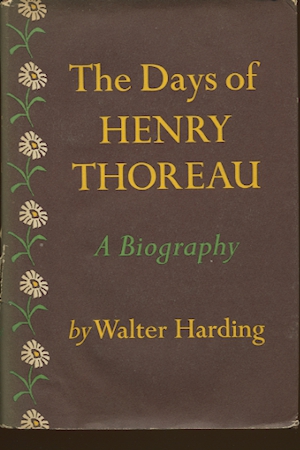 The Days of
HENRY
THOREAU
A Biography
by Walter Harding